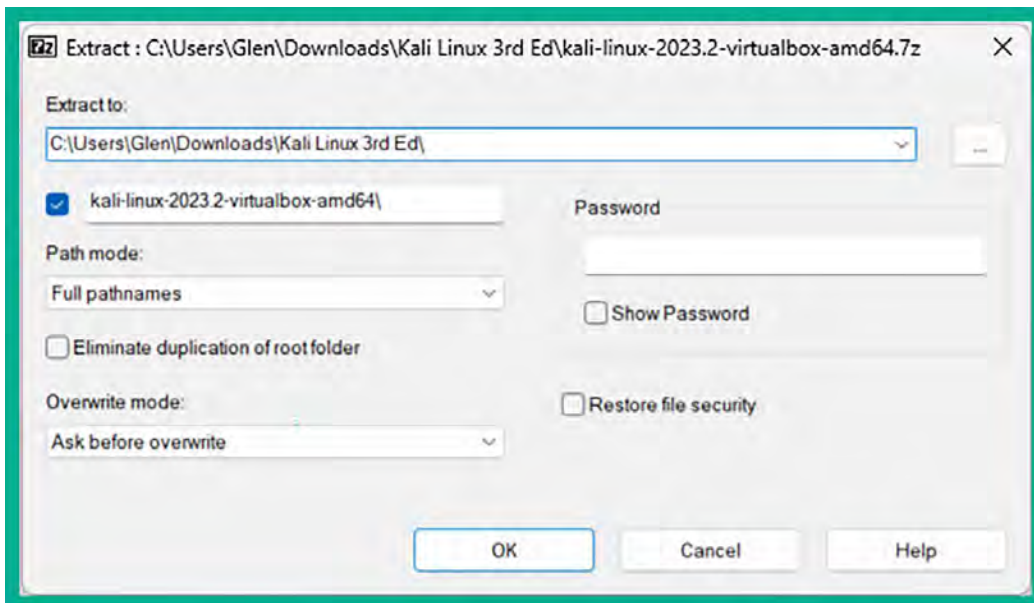 7z Extract : C:\Users\Glen\Downloads\Kali Linux 3rd Ed\kali-linux-2023.2-virtualbox-amd64.7z
Extract to:
C:\Users\Glen\Downloads\Kali Linux 3rd Ed\
...
kali-linux-2023.2-virtualbox-amd64\
Password
Path mode:
Full pathnames
Show Password
Eliminate duplication of root folder
Overwrite mode:
Restore file security
Ask before overwrite
OK
Cancel
Help